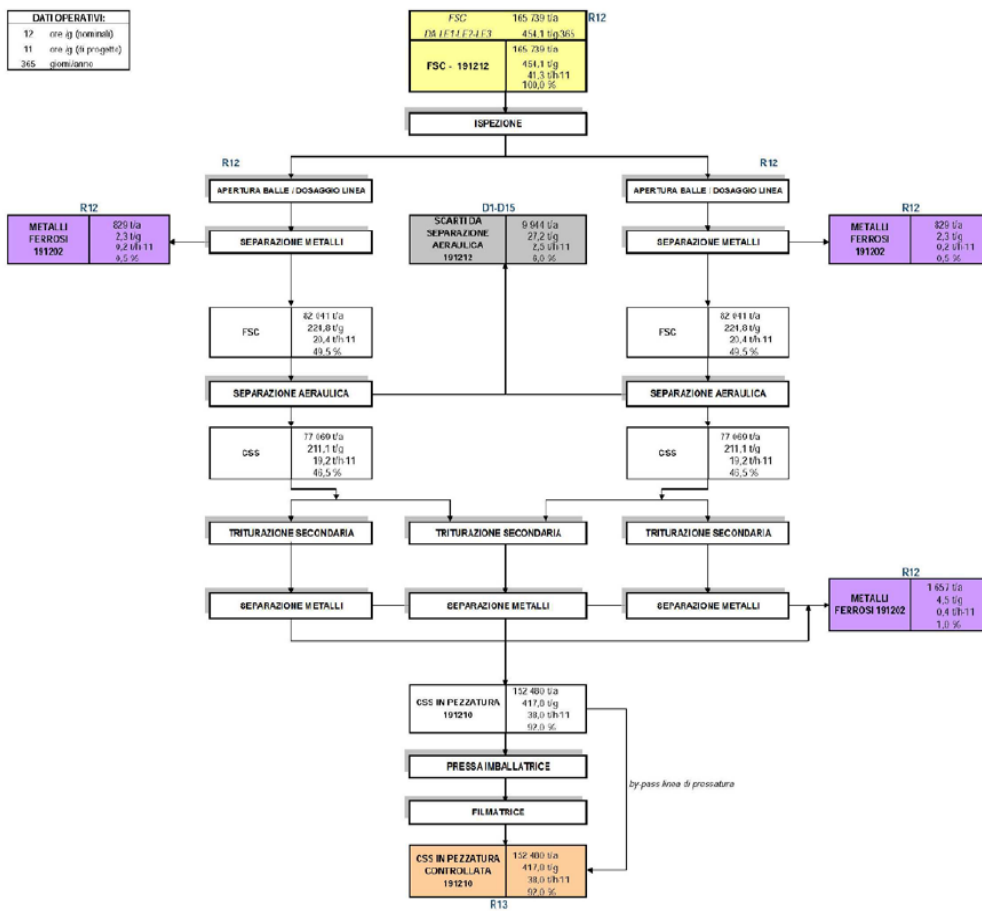 DATI OPERATIVI:
12 ore /g (nominali)
11 ore /g (di progetto)
365 giorni/anno
FSC 165 739 t/a
DA LE1-LE2-LE3 454,1 t/g 365
R12
FSC - 191212
165 739 t/a
454,1 t/g
41,3 t/h 11
100,0 %
ISPEZIONE
R12
R12
APERTURA BALLE / DOSAGGIO LINEA
APERTURA BALLE / DOSAGGIO LINEA
R12
METALLI FERROSI 191202
829 t/a
2,3 t/g
0,2 t/h 11
0,5 %
SEPARAZIONE METALLI
D1-D15
SCARTI DA SEPARAZIONE AERAULICA 191212
9 944 t/a
27,2 t/g
2,5 t/h 11
6,0 %
SEPARAZIONE METALLI
R12
METALLI FERROSI 191202
829 t/a
2,3 t/g
0,2 t/h 11
0,5 %
FSC
82 041 t/a
224,8 t/g
20,4 t/h 11
49,5 %
FSC
82 041 t/a
224,8 t/g
20,4 t/h 11
49,5 %
SEPARAZIONE AERAULICA
SEPARAZIONE AERAULICA
CSS
77 069 t/a
211,1 t/g
19,2 t/h 11
46,5 %
CSS
77 069 t/a
211,1 t/g
19,2 t/h 11
46,5 %
TRITURAZIONE SECONDARIA
TRITURAZIONE SECONDARIA
TRITURAZIONE SECONDARIA
SEPARAZIONE METALLI
SEPARAZIONE METALLI
SEPARAZIONE METALLI
R12
METALLI FERROSI 191202
1 657 t/a
4,5 t/g
0,4 t/h 11
1,0 %
CSS IN PEZZATURA 191210
152 480 t/a
417,8 t/g
38,0 t/h 11
92,0 %
PRESSA IMBALLATRICE
by-pass linea di pressatura
FILMATRICE
CSS IN PEZZATURA CONTROLLATA 191210
152 480 t/a
417,8 t/g
38,0 t/h 11
92,0 %
R13